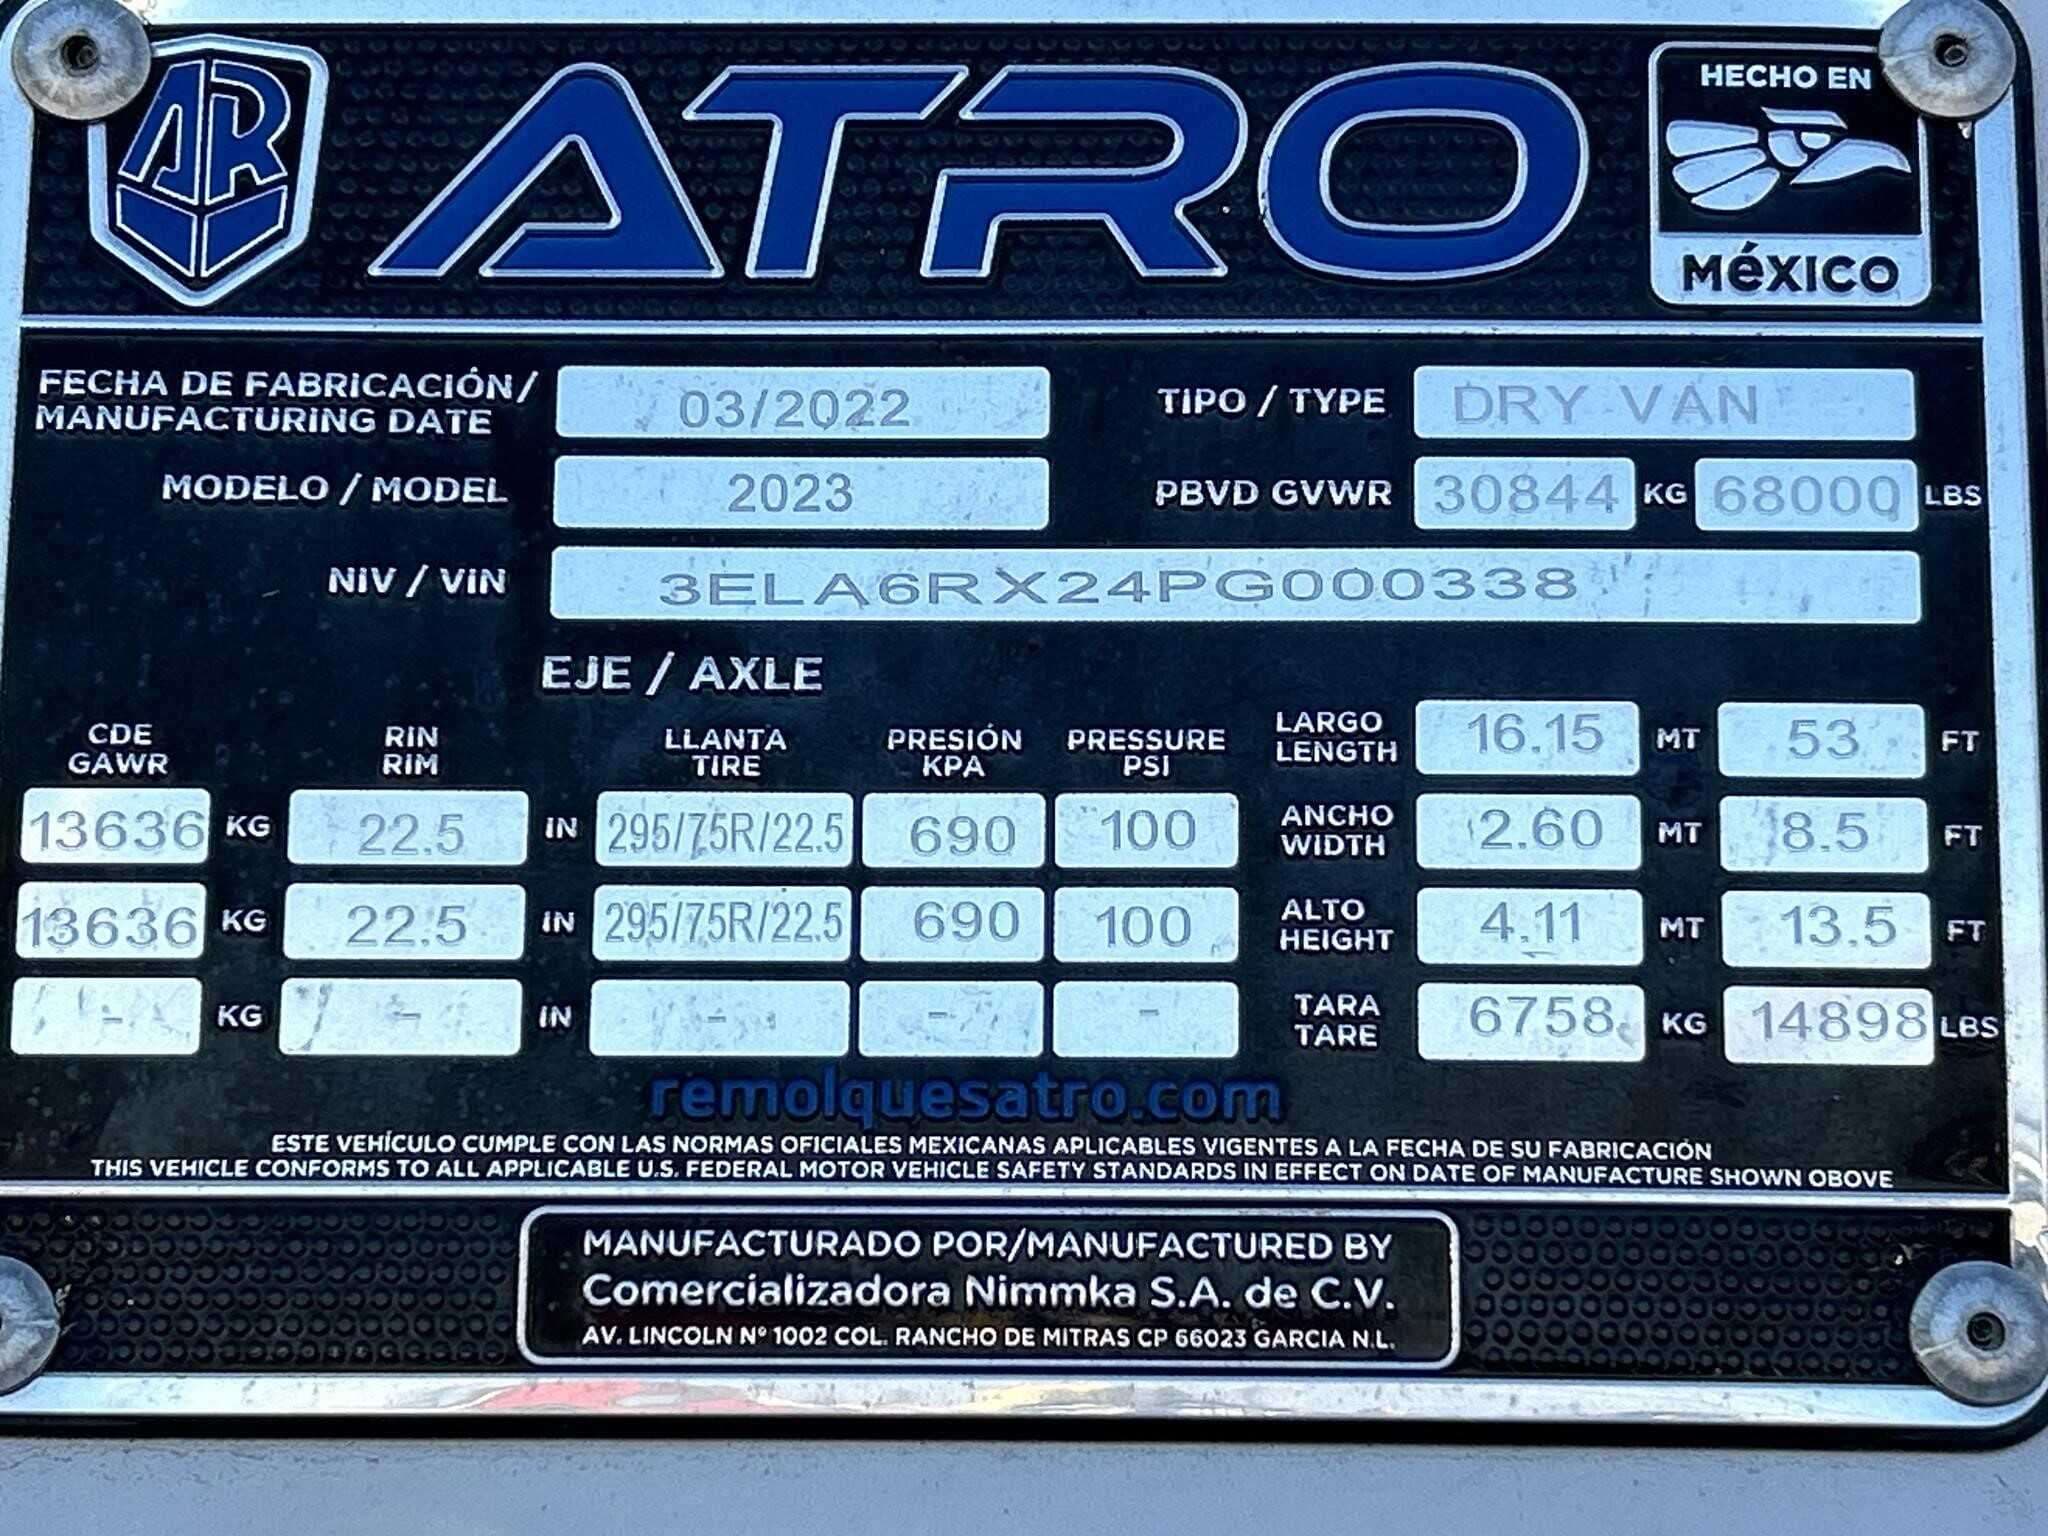 AR
ATRO
HECHO EN
MéXICO
FECHA DE FABRICACIÓN/
MANUFACTURING DATE
03/2022
TIPO / TYPE
DRY VAN
MODELO / MODEL
2023
PBVD GVWR
30844 KG 68000 LBS
NIV / VIN
3ELA6RX24PG000338
EJE / AXLE
CDE
GAWR
RIN
RIM
LLANTA
TIRE
PRESIÓN
KPA
PRESSURE
PSI
LARGO
LENGTH
16.15 MT 53 FT
13636 KG 22.5 IN 295/75R/22.5 690 100
ANCHO
WIDTH
2.60 MT 8.5 FT
13636 KG 22.5 IN 295/75R/22.5 690 100
ALTO
HEIGHT
4.11 MT 13.5 FT
- KG - IN - - -
TARA
TARE
6758 KG 14898 LBS
remolquesatro.com
ESTE VEHÍCULO CUMPLE CON LAS NORMAS OFICIALES MEXICANAS APLICABLES VIGENTES A LA FECHA DE SU FABRICACIÓN
THIS VEHICLE CONFORMS TO ALL APPLICABLE U.S. FEDERAL MOTOR VEHICLE SAFETY STANDARDS IN EFFECT ON DATE OF MANUFACTURE SHOWN OBOVE
MANUFACTURADO POR/MANUFACTURED BY
Comercializadora Nimmka S.A. de C.V.
AV. LINCOLN Nº 1002 COL. RANCHO DE MITRAS CP 66023 GARCIA N.L.